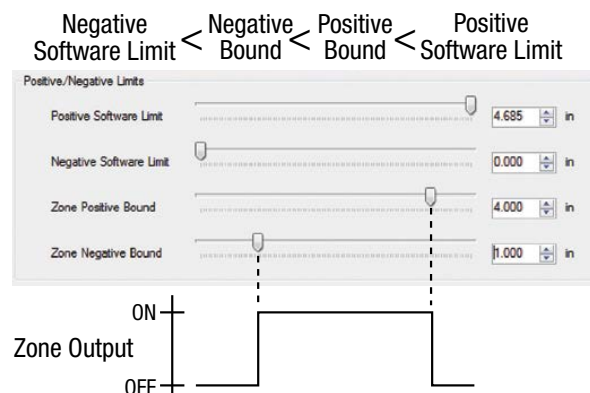 Negative Software Limit < Negative Bound < Positive Bound < Positive Software Limit
Positive/Negative Limits
Positive Software Limit 4.685 in
Negative Software Limit 0.000 in
Zone Positive Bound 4.000 in
Zone Negative Bound 1.000 in
ON
Zone Output
OFF